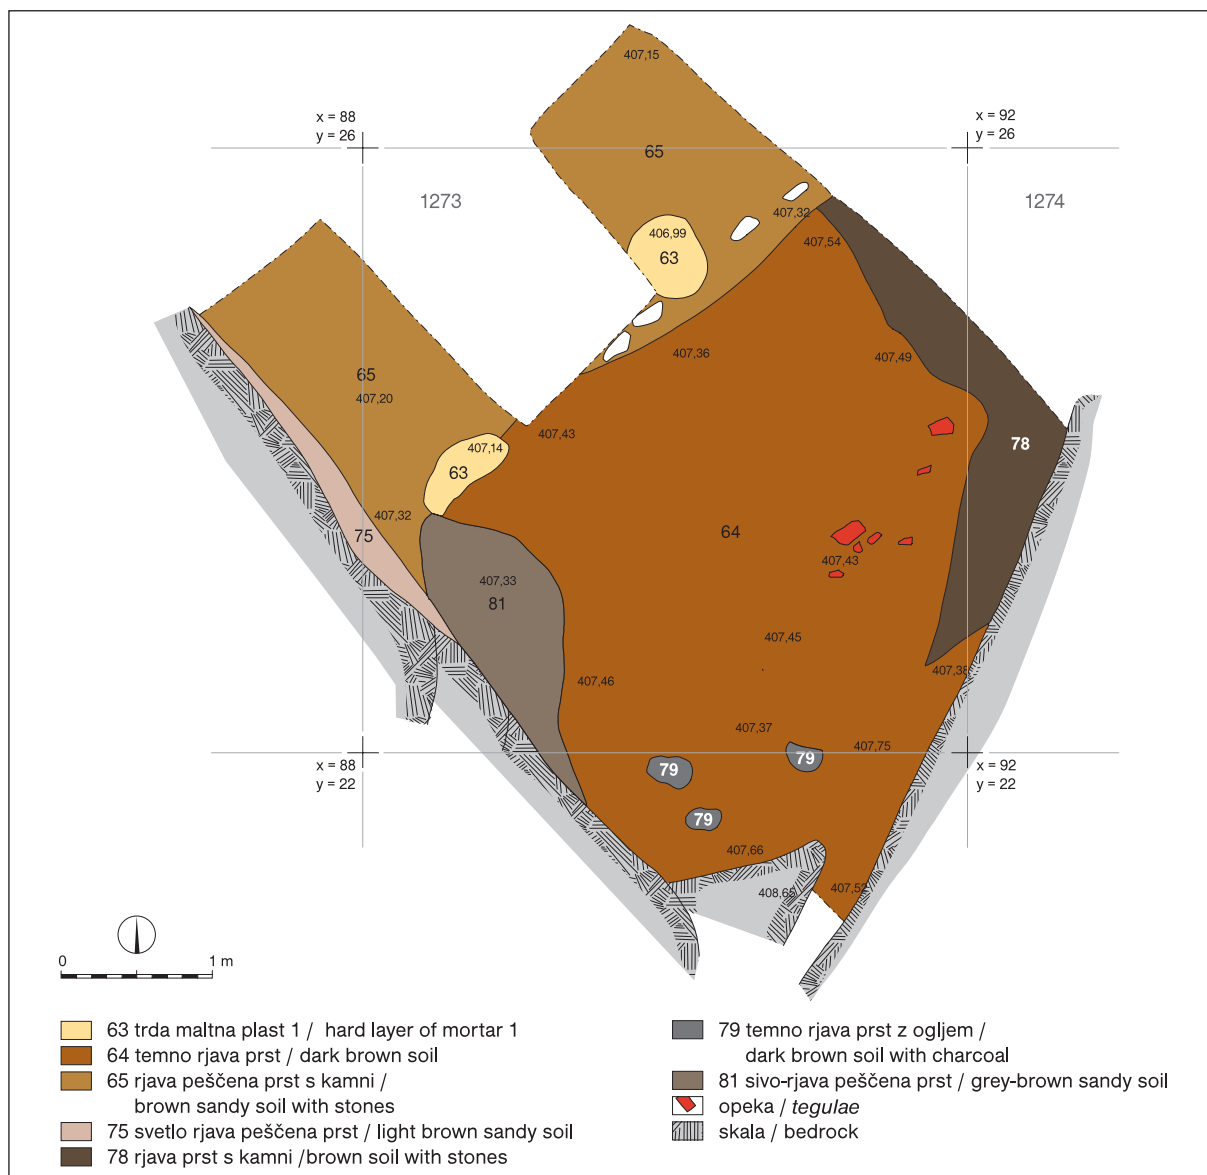 407,15
x = 88
y = 26
x = 92
y = 26
65
1273
1274
407,32
406,99
407,54
63
407,36
407,49
65
407,20
407,43
407,14
78
63
407,32
64
75
407,43
407,33
81
407,45
407,38
407,46
407,37
407,75
x = 88
y = 22
79
79
x = 92
y = 22
79
407,66
408,65
407,52
0 1 m
63 trda maltna plast 1 / hard layer of mortar 1
64 temno rjava prst / dark brown soil
65 rjava peščena prst s kamni /
brown sandy soil with stones
75 svetlo rjava peščena prst / light brown sandy soil
78 rjava prst s kamni /brown soil with stones
79 temno rjava prst z ogljem /
dark brown soil with charcoal
81 sivo-rjava peščena prst / grey-brown sandy soil
opeka / tegulae
skala / bedrock